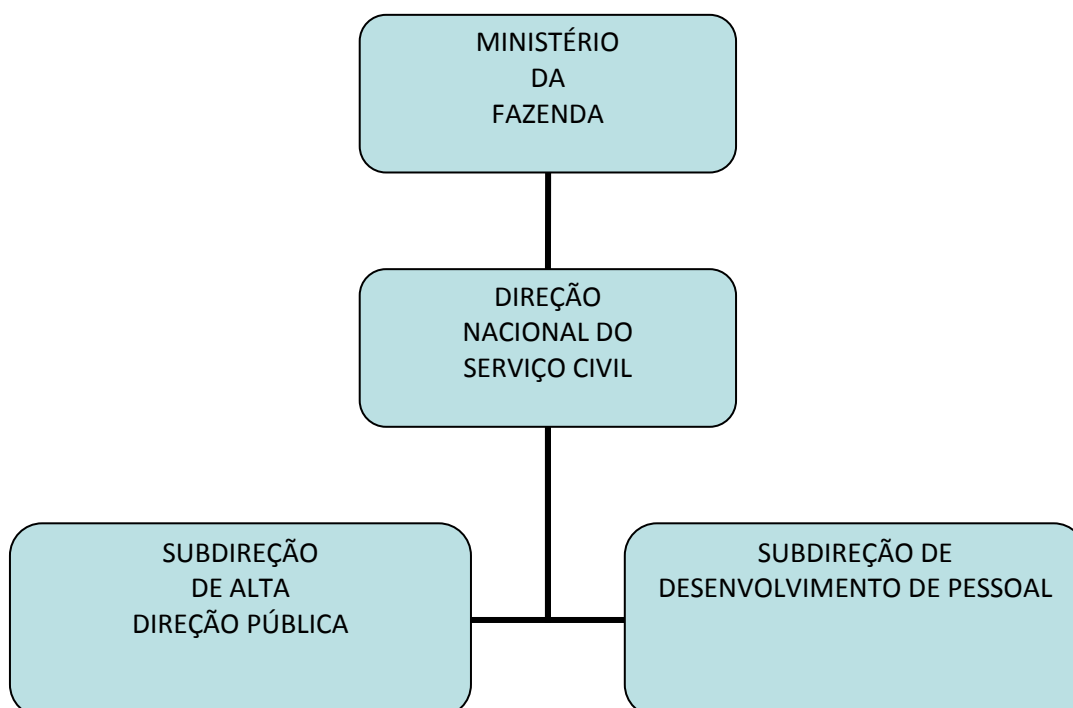 MINISTÉRIO
DA
FAZENDA
DIREÇÃO
NACIONAL DO
SERVIÇO CIVIL
SUBDIREÇÃO
DE ALTA
DIREÇÃO PÚBLICA
SUBDIREÇÃO DE
DESENVOLVIMENTO DE PESSOAL